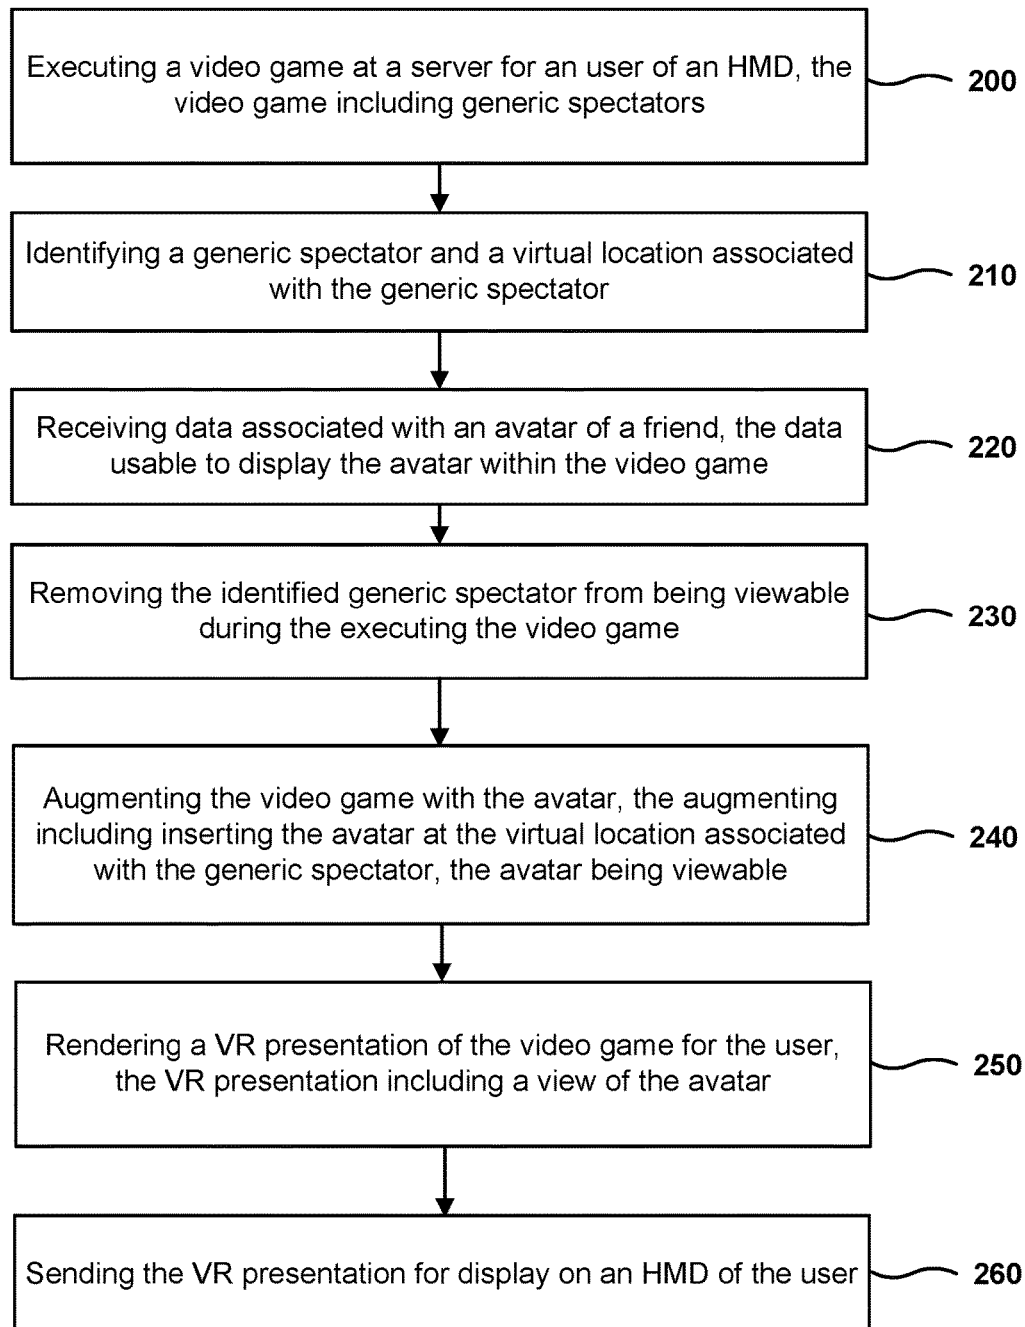 Executing a video game at a server for an user of an HMD, the
video game including generic spectators
200
Identifying a generic spectator and a virtual location associated
with the generic spectator
210
Receiving data associated with an avatar of a friend, the data
usable to display the avatar within the video game
220
Removing the identified generic spectator from being viewable
during the executing the video game
230
Augmenting the video game with the avatar, the augmenting
including inserting the avatar at the virtual location associated
with the generic spectator, the avatar being viewable
240
Rendering a VR presentation of the video game for the user,
the VR presentation including a view of the avatar
250
Sending the VR presentation for display on an HMD of the user
260